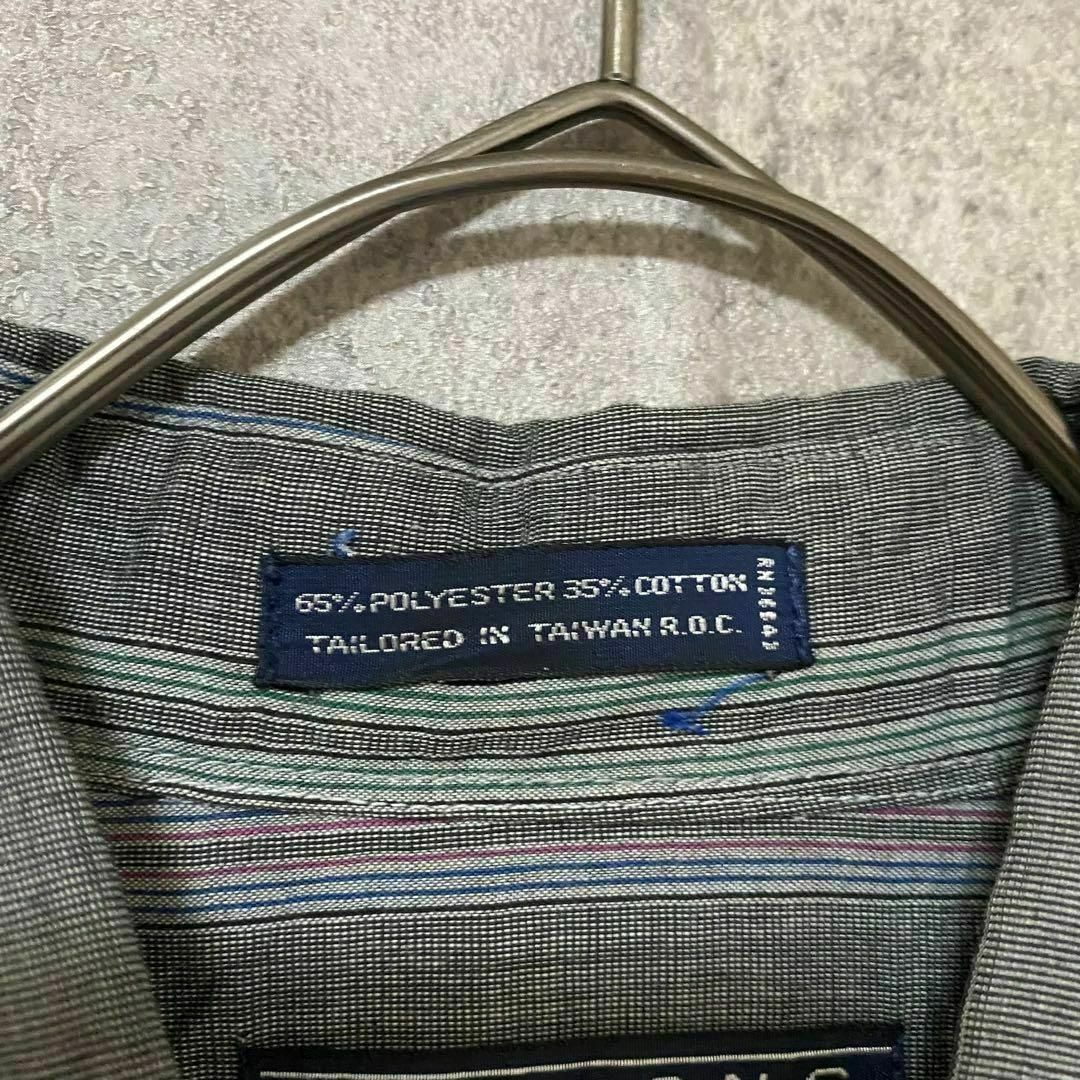 65% POLYESTER 35% COTTON
TAILORED IN TAIWAN R.O.C.